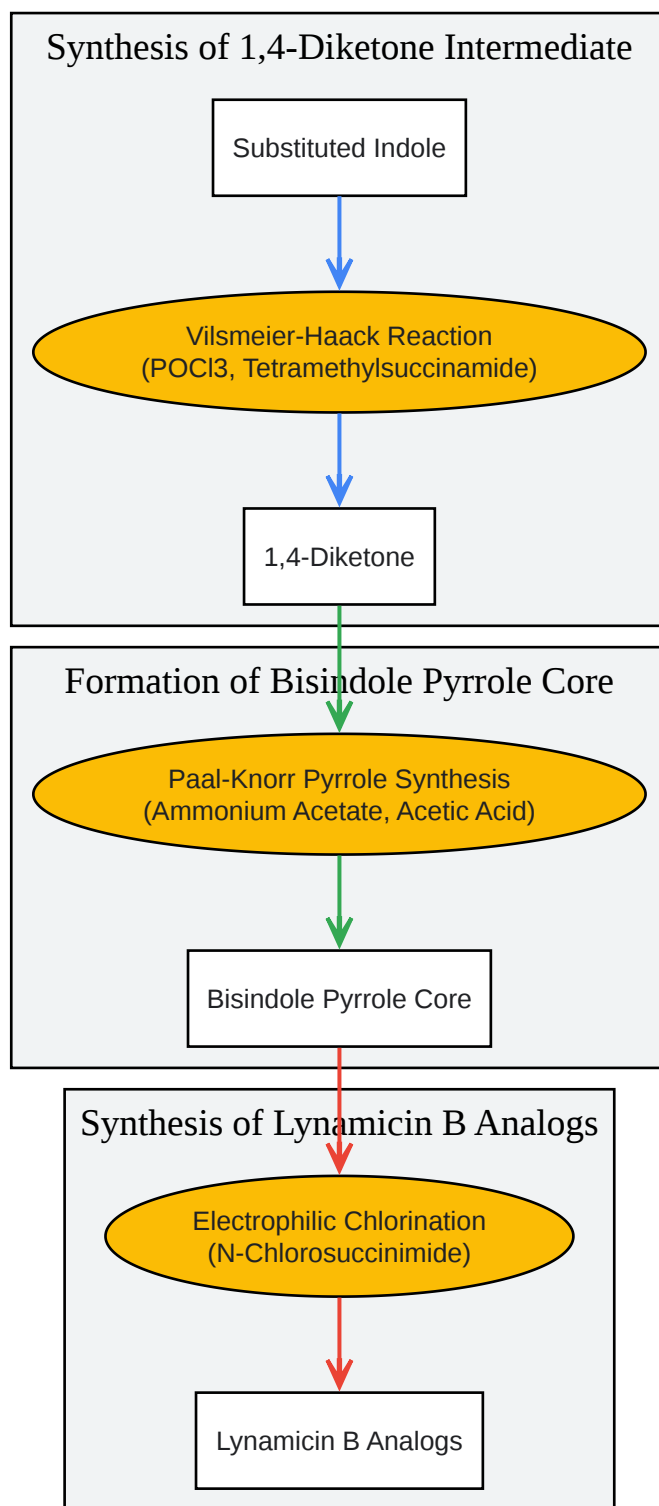 Synthesis of 1,4-Diketone Intermediate
Substituted Indole
Vilsmeier-Haack Reaction
(POCl3, Tetramethylsuccinamide)
1,4-Diketone
Formation of Bisindole Pyrrole Core
Paal-Knorr Pyrrole Synthesis
(Ammonium Acetate, Acetic Acid)
Bisindole Pyrrole Core
Synthesis of Lynamicin B Analogs
Electrophilic Chlorination
(N-Chlorosuccinimide)
Lynamicin B Analogs